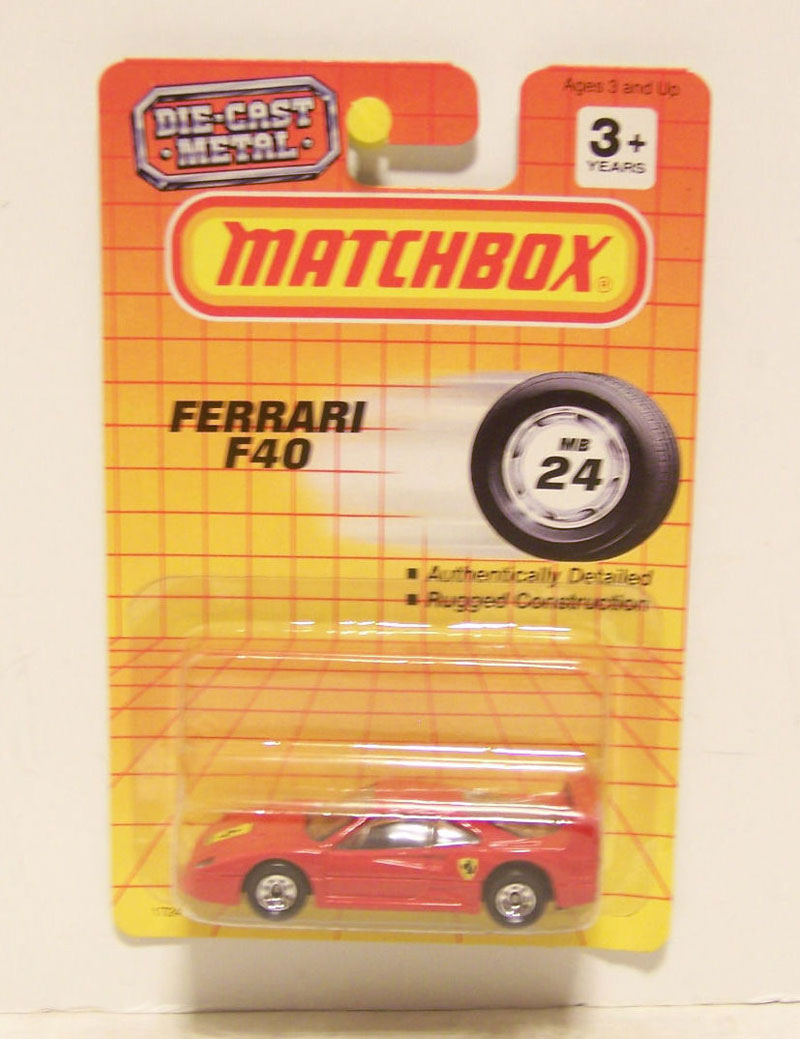 Ages 3 and Up
DIE-CAST
METAL
3+
YEARS
MATCHBOX®
FERRARI
F40
MB
24
■ Authentically Detailed
■ Rugged Construction